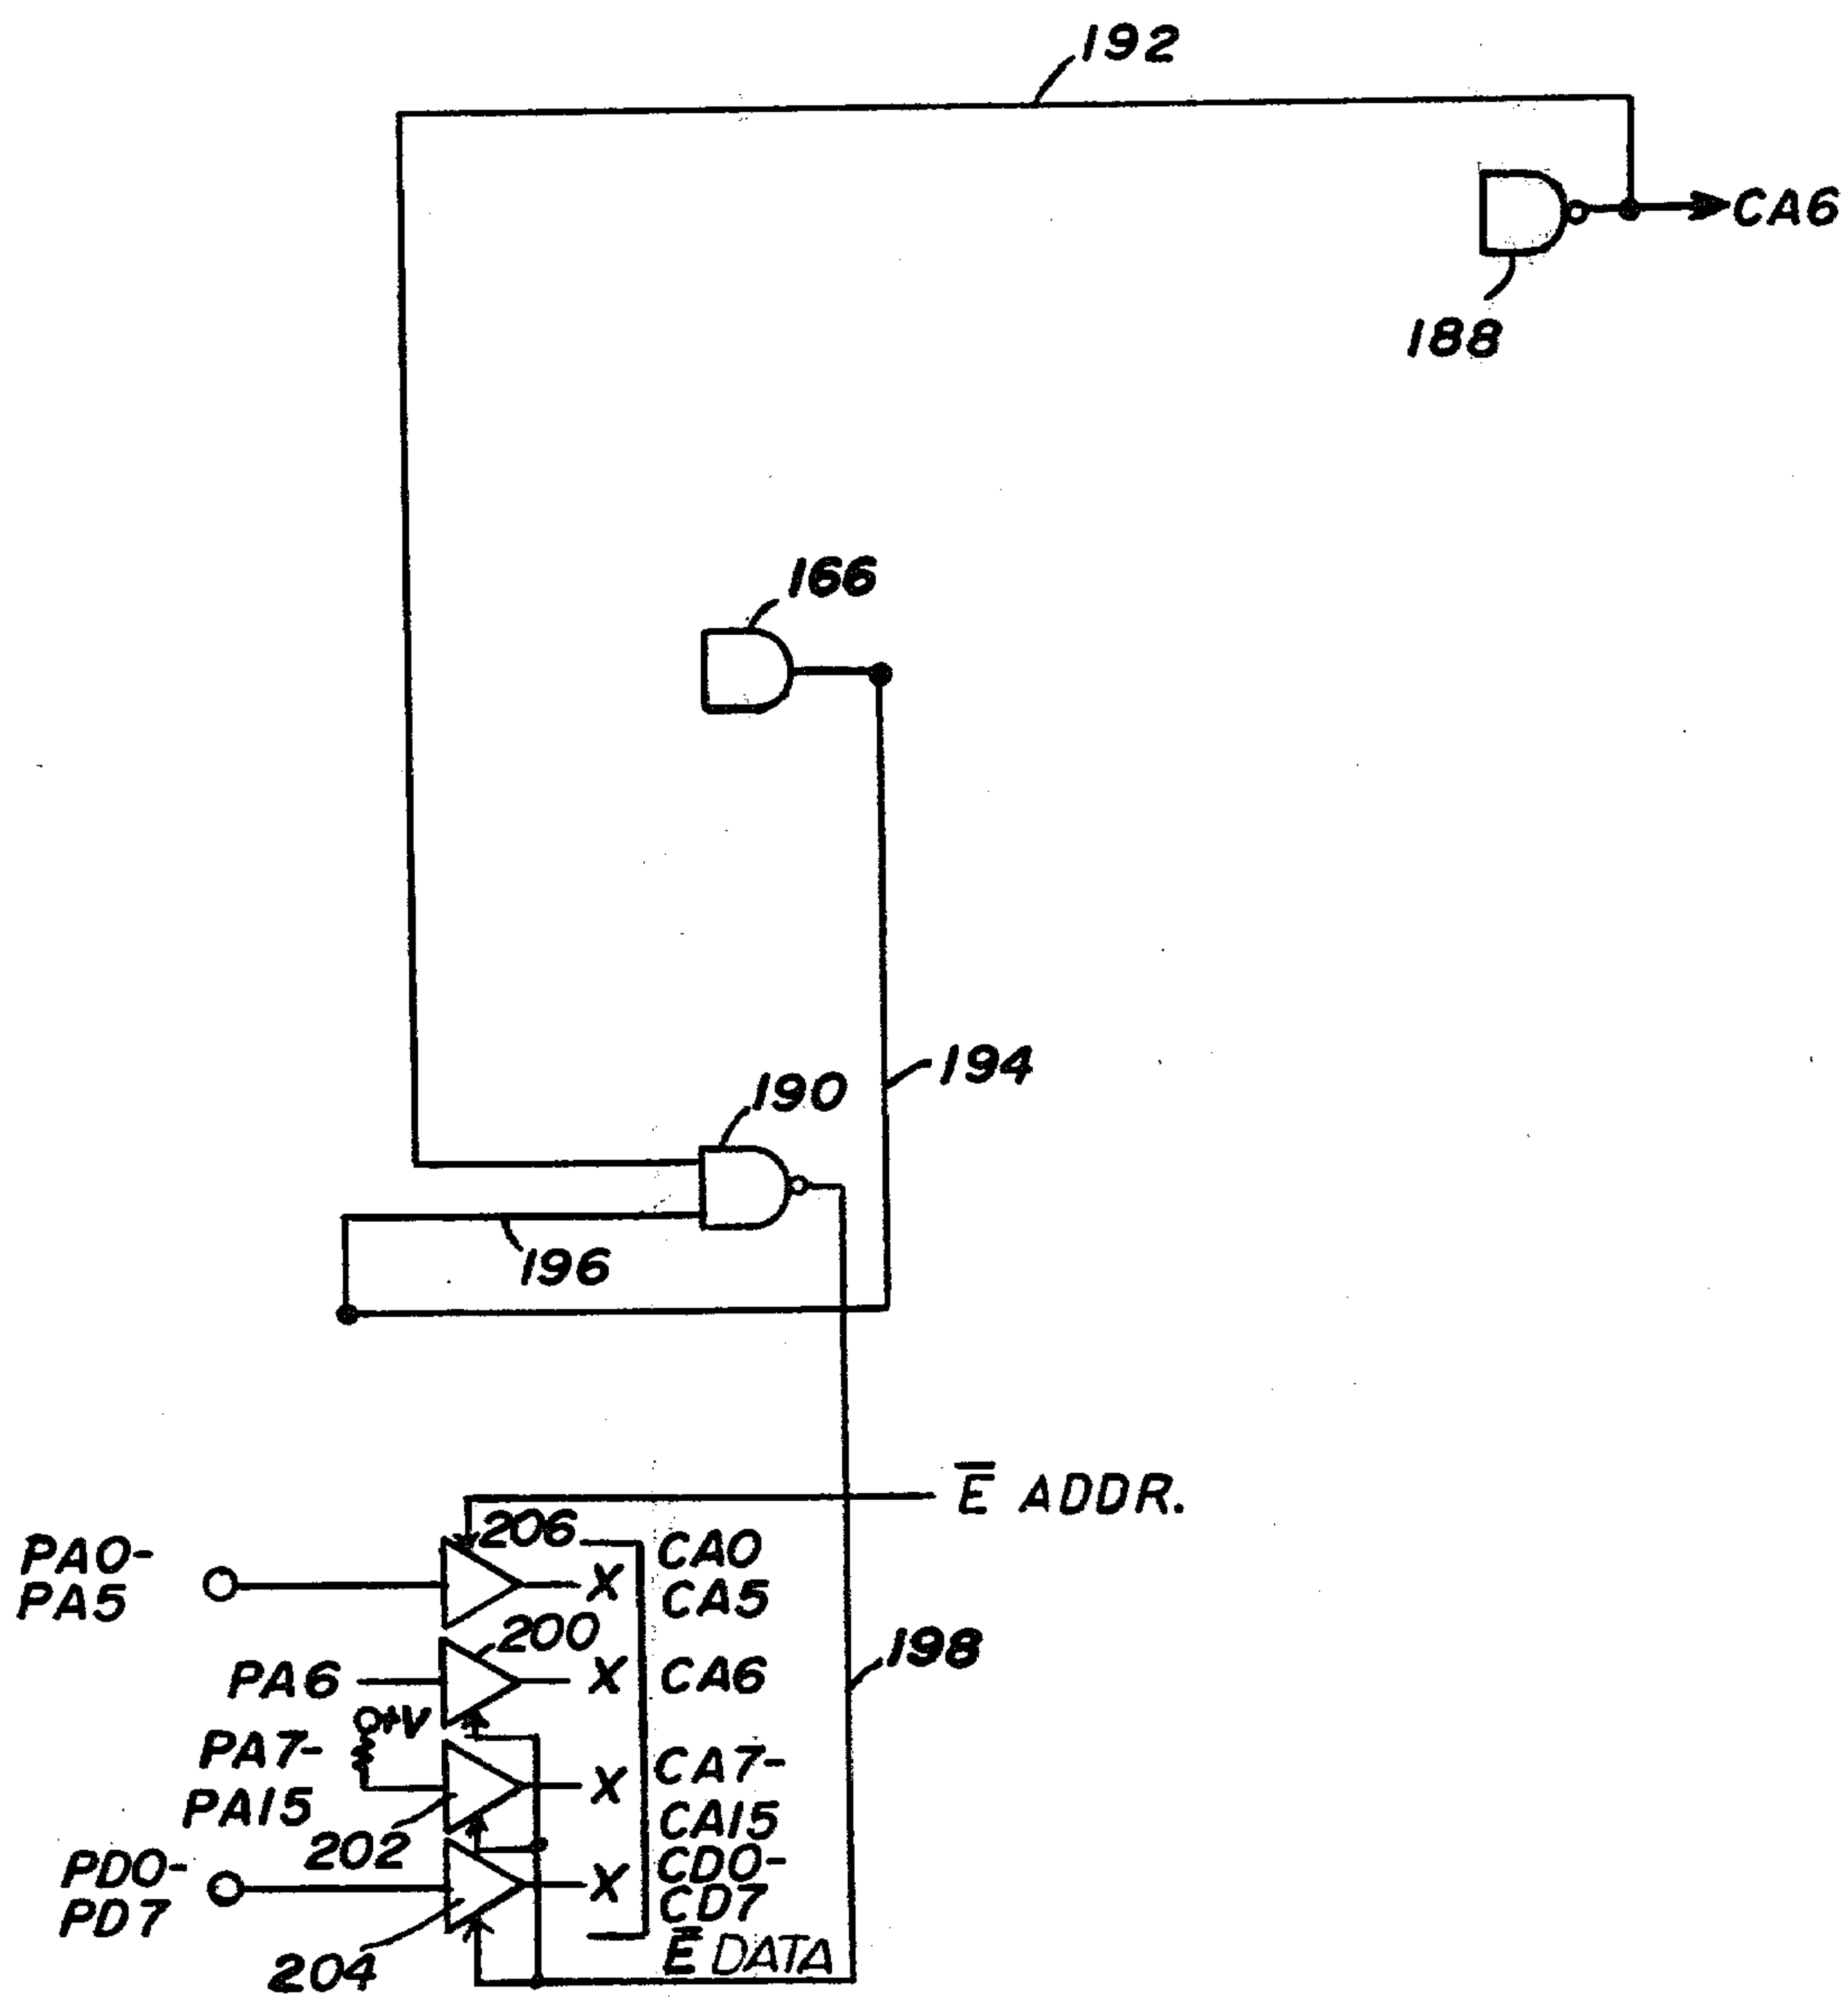 192
CA6
188
166
194
190
196
E̅ ADDR.
206
PA0-
PA5
X
CA0
CA5
200
198
PA6
X
CA6
+V
PA7-
PA15
X
CA7-
CA15
202
PD0-
PD7
X
CD0-
CD7
204
E̅ DATA